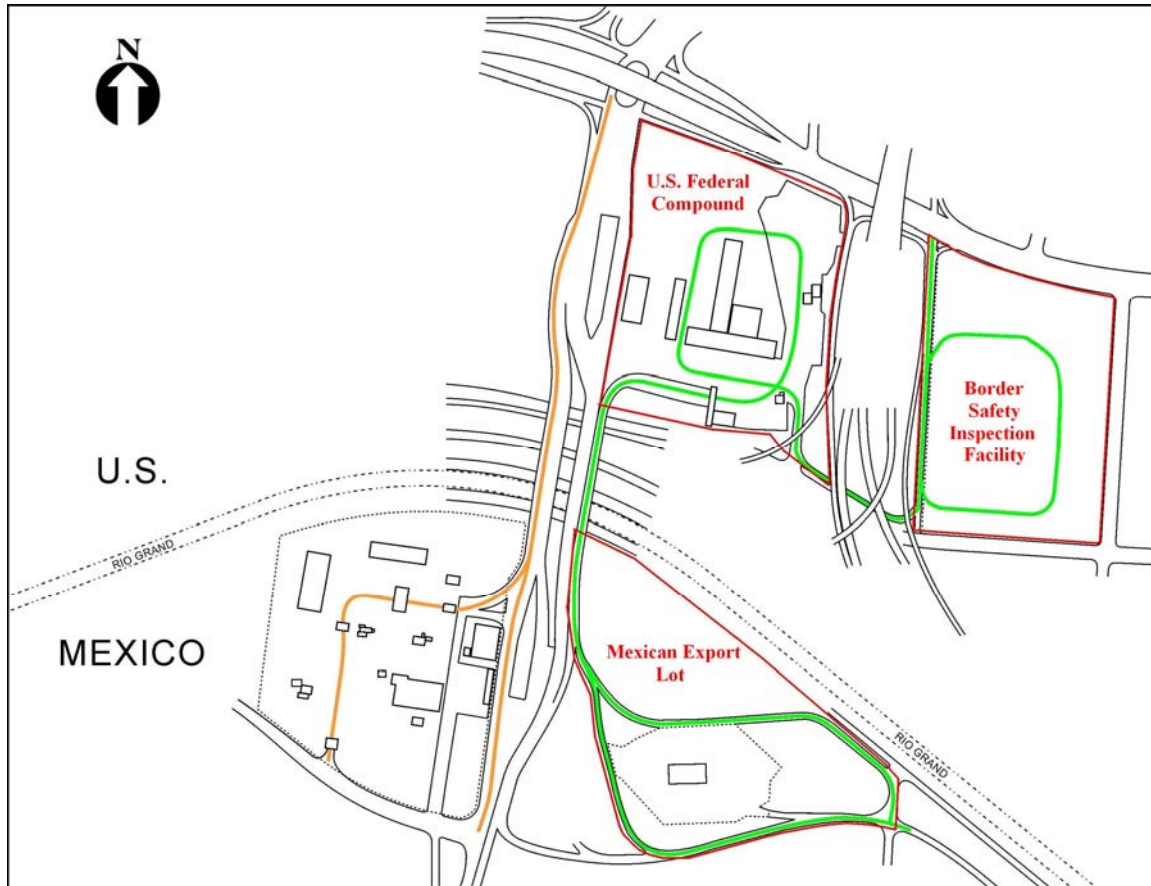 N
U.S. Federal
Compound
Border
Safety
Inspection
Facility
U.S.
RIO GRAND
MEXICO
Mexican Export
Lot
RIO GRAND